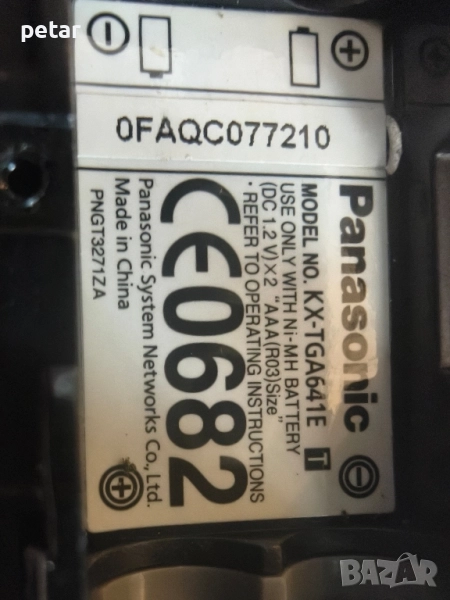 petar
0FAQC077210
Panasonic
MODEL NO. KX-TGA641E T
USE ONLY WITH Ni-MH BATTERY
(DC 1.2 V)×2 "AAA(R03)Size"
• REFER TO OPERATING INSTRUCTIONS
CE0682
Panasonic System Networks Co., Ltd.
Made in China
PNGT3271ZA
BAZAR